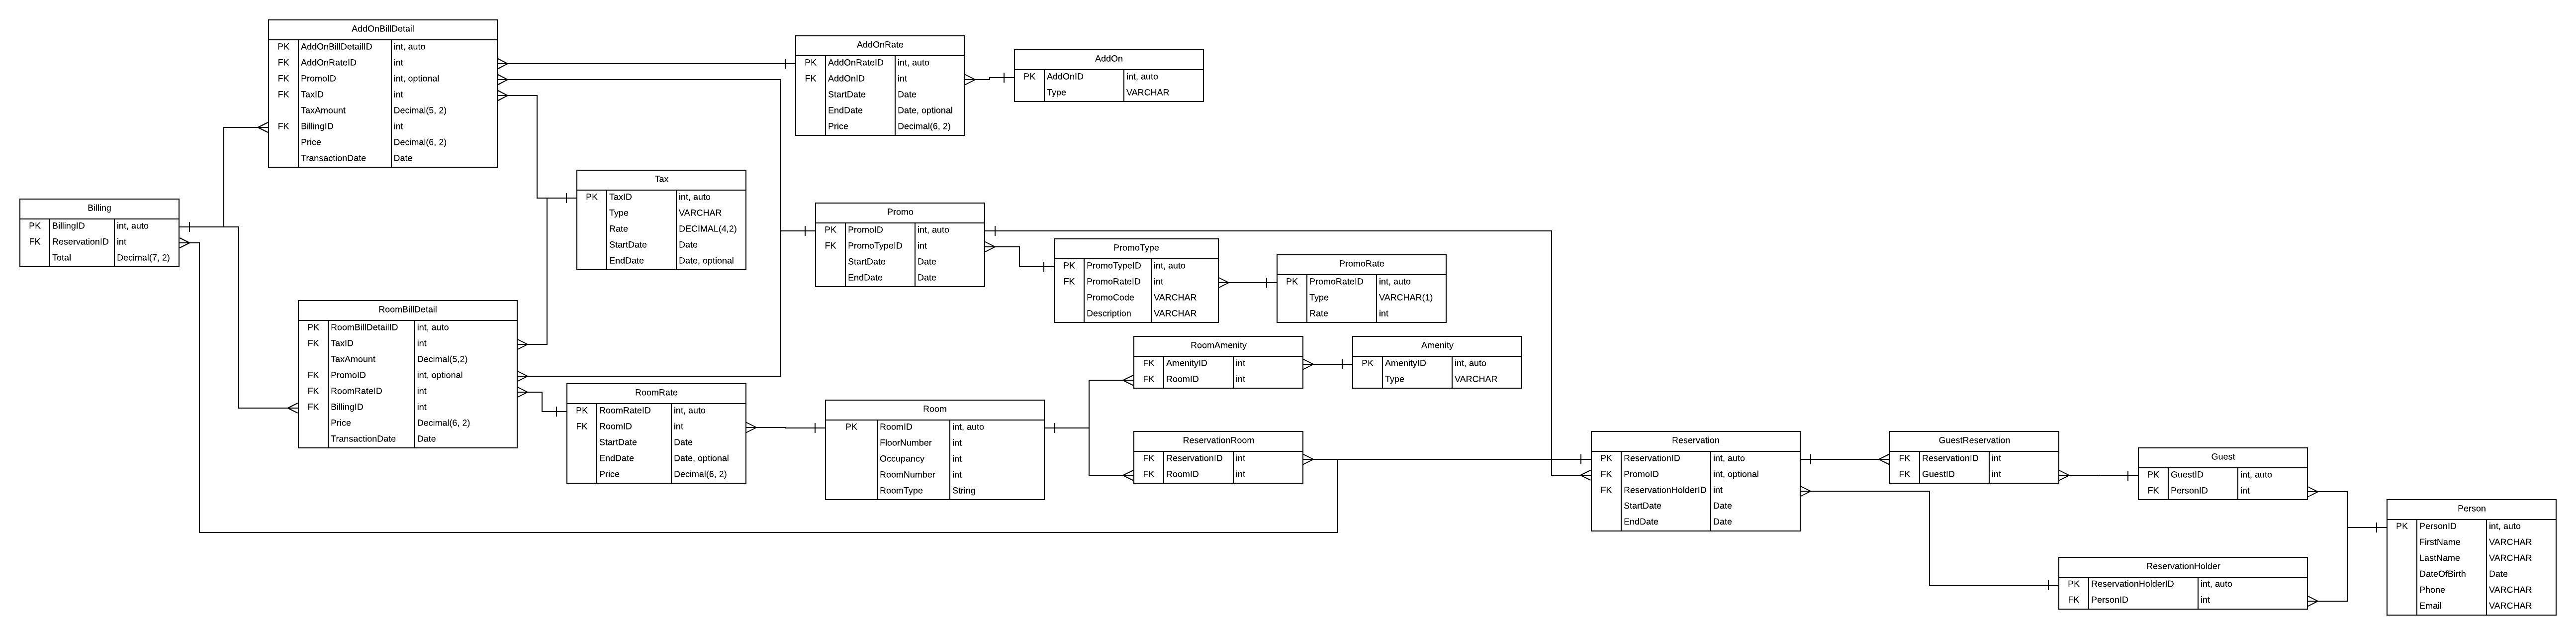 AddOnBillDetail
PK AddOnBillDetailID int, auto
FK AddOnRateID int
FK PromoID int, optional
FK TaxID int
TaxAmount Decimal(5, 2)
FK BillingID int
Price Decimal(6, 2)
TransactionDate Date
AddOnRate
PK AddOnRateID int, auto
FK AddOnID int
StartDate Date
EndDate Date, optional
Price Decimal(6, 2)
AddOn
PK AddOnID int, auto
Type VARCHAR
Tax
PK TaxID int, auto
Type VARCHAR
Rate DECIMAL(4,2)
StartDate Date
EndDate Date, optional
Billing
PK BillingID int, auto
FK ReservationID int
Total Decimal(7, 2)
Promo
PK PromoID int, auto
FK PromoTypeID int
StartDate Date
EndDate Date
PromoType
PK PromoTypeID int, auto
FK PromoRateID int
PromoCode VARCHAR
Description VARCHAR
PromoRate
PK PromoRateID int, auto
Type VARCHAR(1)
Rate int
RoomBillDetail
PK RoomBillDetailID int, auto
FK TaxID int
TaxAmount Decimal(5,2)
FK PromoID int, optional
FK RoomRateID int
FK BillingID int
Price Decimal(6, 2)
TransactionDate Date
RoomAmenity
FK AmenityID int
FK RoomID int
Amenity
PK AmenityID int, auto
Type VARCHAR
RoomRate
PK RoomRateID int, auto
FK RoomID int
StartDate Date
EndDate Date, optional
Price Decimal(6, 2)
Room
PK RoomID int, auto
FloorNumber int
Occupancy int
RoomNumber int
RoomType String
ReservationRoom
FK ReservationID int
FK RoomID int
Reservation
PK ReservationID int, auto
FK PromoID int, optional
FK ReservationHolderID int
StartDate Date
EndDate Date
GuestReservation
FK ReservationID int
FK GuestID int
Guest
PK GuestID int, auto
FK PersonID int
Person
PK PersonID int, auto
FirstName VARCHAR
LastName VARCHAR
DateOfBirth Date
Phone VARCHAR
Email VARCHAR
ReservationHolder
PK ReservationHolderID int, auto
FK PersonID int